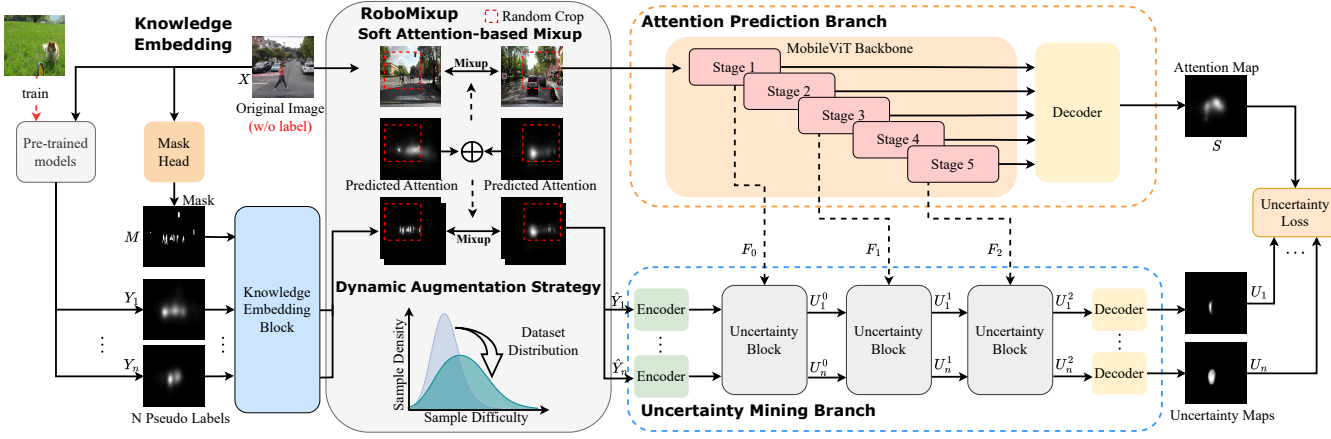 Knowledge
Embedding
train
X
Original Image
(w/o label)
Pre-trained
models
Mask
Head
Mask
M
Y₁
⋮
⋮
Yₙ
N Pseudo Labels
Knowledge
Embedding
Block
RoboMixup
Random Crop
Soft Attention-based Mixup
Mixup
Predicted Attention
Predicted Attention
Mixup
Dynamic Augmentation Strategy
Sample Density
Dataset
Distribution
Sample Difficulty
Attention Prediction Branch
MobileViT Backbone
Stage 1
Stage 2
Stage 3
Stage 4
Stage 5
Decoder
Attention Map
S
Uncertainty
Loss
F₀
F₁
F₂
Ŷ₁
Encoder
Ŷₙ
Encoder
Uncertainty
Block
U₁⁰
Uₙ⁰
Uncertainty
Block
U₁¹
Uₙ¹
Uncertainty
Block
U₁²
Uₙ²
Decoder
Decoder
U₁
...
Uₙ
Uncertainty Maps
Uncertainty Mining Branch